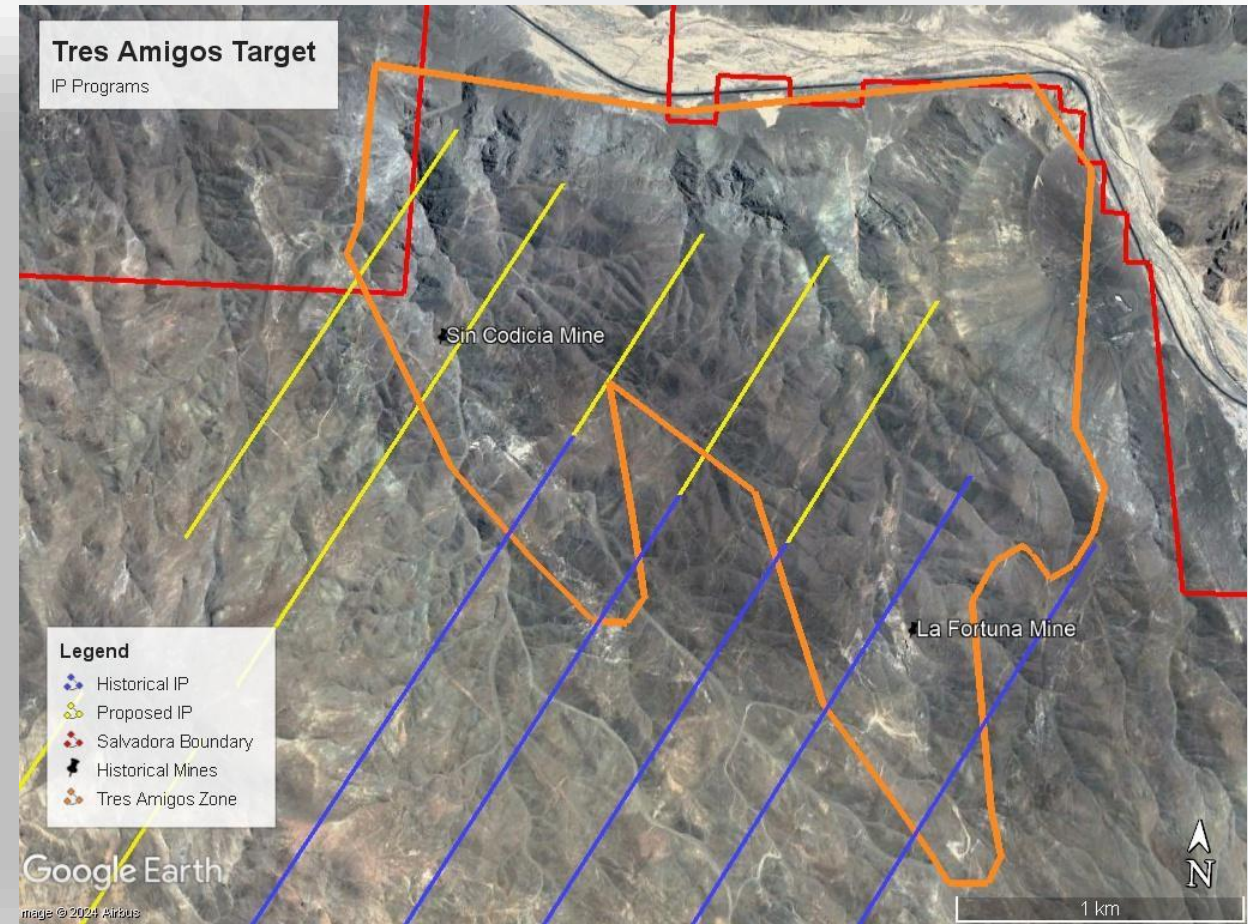 Tres Amigos Target
IP Programs
Sin Codicia Mine
La Fortuna Mine
Legend
Historical IP
Proposed IP
Salvadora Boundary
Historical Mines
Tres Amigos Zone
Google Earth
mage © 2024 Airbus
N
1 km